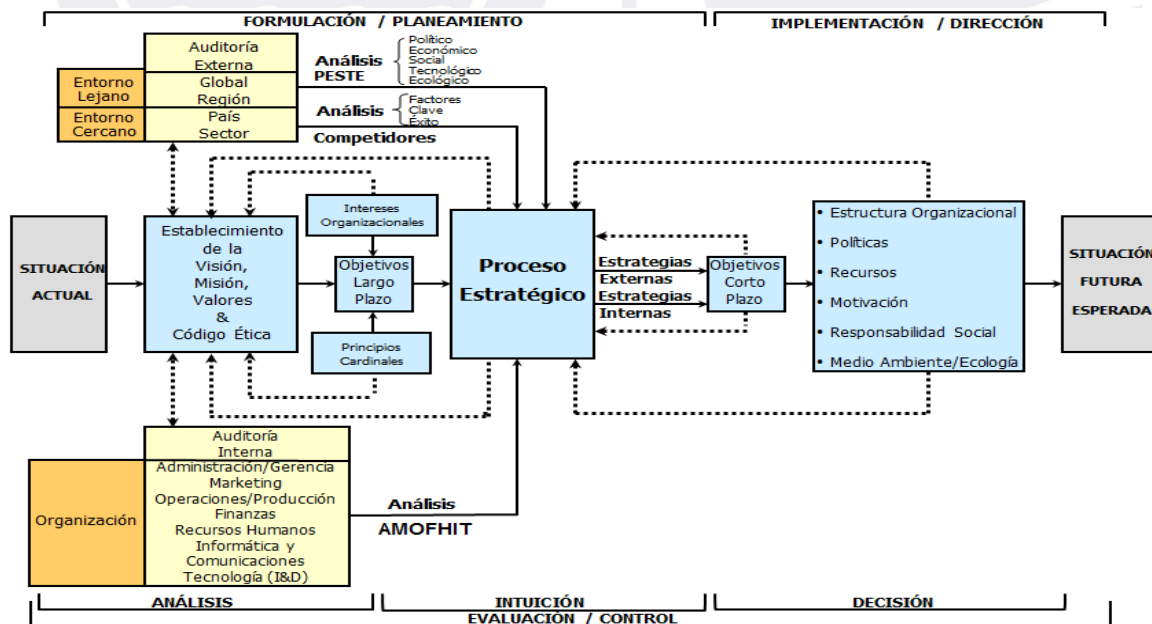 FORMULACIÓN / PLANEAMIENTO
IMPLEMENTACIÓN / DIRECCIÓN
Auditoría
Externa
Entorno
Lejano
Global
Región
Entorno
Cercano
País
Sector
Análisis
PESTE
Político
Económico
Social
Tecnológico
Ecológico
Análisis
Competidores
Factores
Clave
Éxito
SITUACIÓN
ACTUAL
Establecimiento
de la
Visión,
Misión,
Valores
&
Código Ética
Intereses
Organizacionales
Objetivos
Largo
Plazo
Principios
Cardinales
Proceso
Estratégico
Estrategias
Externas
Estrategias
Internas
Objetivos
Corto
Plazo
• Estructura Organizacional
• Políticas
• Recursos
• Motivación
• Responsabilidad Social
• Medio Ambiente/Ecología
SITUACIÓN
FUTURA
ESPERADA
Organización
Auditoría
Interna
Administración/Gerencia
Marketing
Operaciones/Producción
Finanzas
Recursos Humanos
Informática y
Comunicaciones
Tecnología (I&D)
Análisis
AMOFHIT
ANÁLISIS
INTUICIÓN
DECISIÓN
EVALUACIÓN / CONTROL